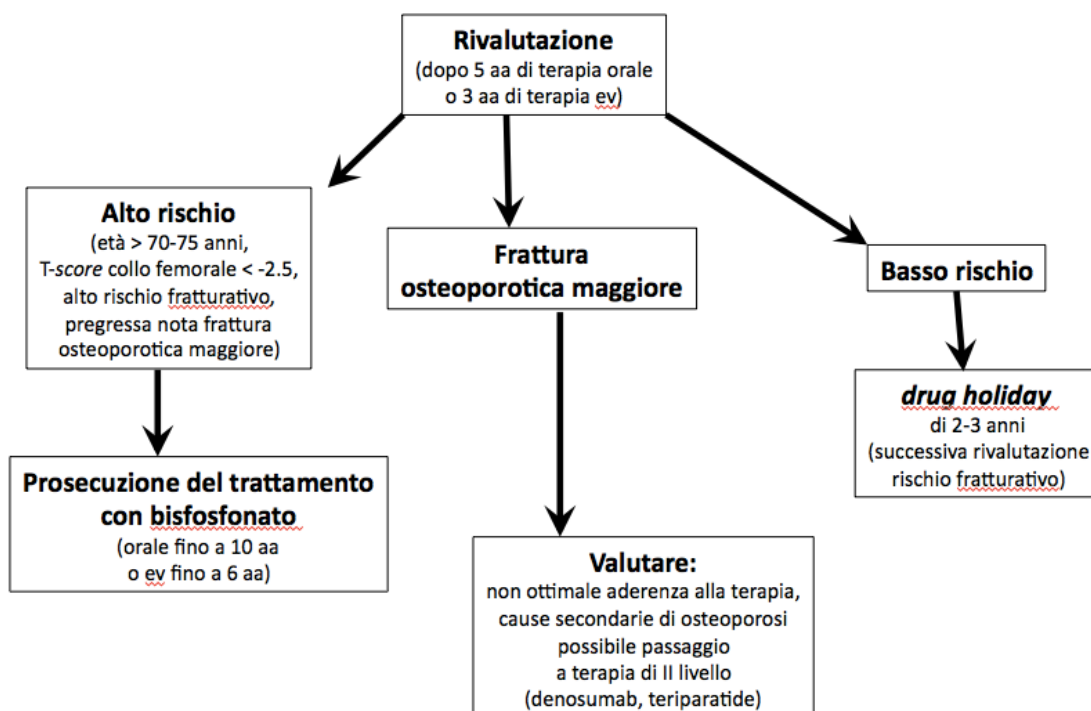 Rivalutazione
(dopo 5 aa di terapia orale
o 3 aa di terapia ev)
Alto rischio
(età > 70-75 anni,
T-score collo femorale < -2.5,
alto rischio fratturativo,
pregressa nota frattura
osteoporotica maggiore)
Frattura
osteoporotica maggiore
Basso rischio
drug holiday
di 2-3 anni
(successiva rivalutazione
rischio fratturativo)
Prosecuzione del trattamento
con bisfosfonato
(orale fino a 10 aa
o ev fino a 6 aa)
Valutare:
non ottimale aderenza alla terapia,
cause secondarie di osteoporosi
possibile passaggio
a terapia di II livello
(denosumab, teriparatide)